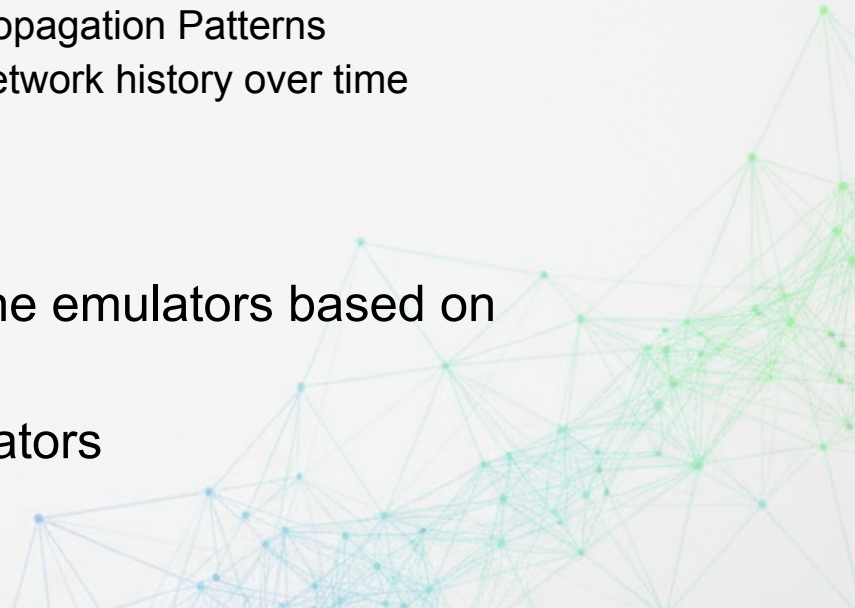 opagation Patterns
etwork history over time
ne emulators based on
ators